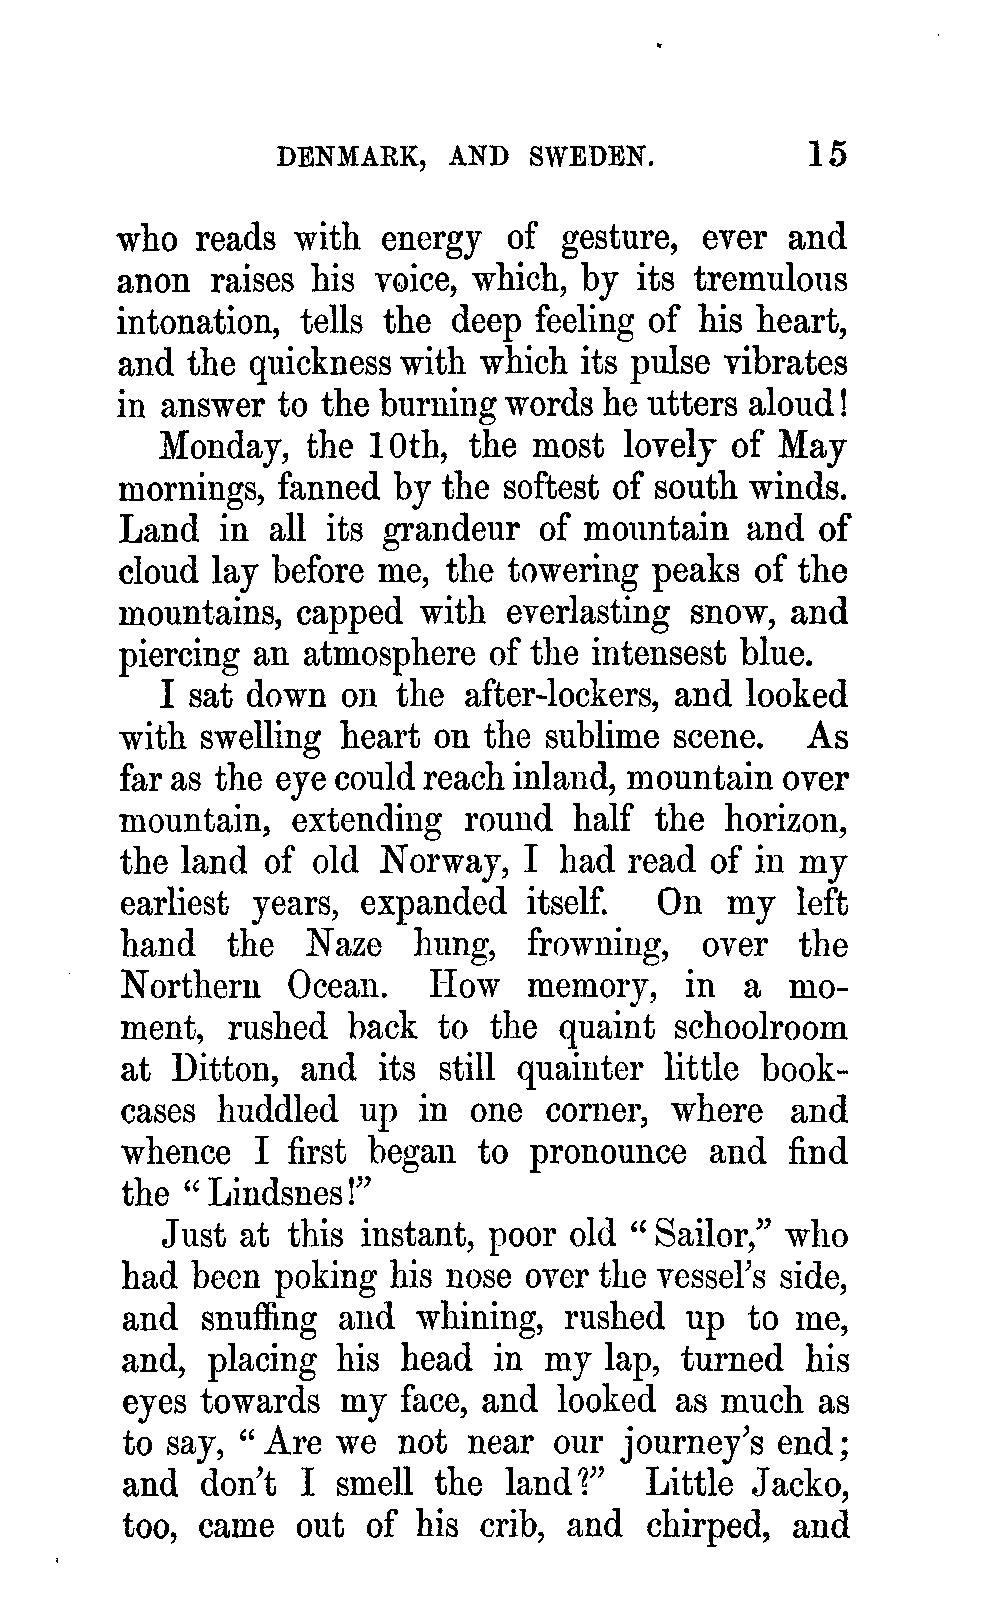 DENMARK, AND SWEDEN. 15
who reads with energy of gesture, ever and
anon raises his voice, which, by its tremulous
intonation, tells the deep feeling of his heart,
and the quickness with which its pulse vibrates
in answer to the burning words he utters aloud!
Monday, the 10th, the most lovely of May
mornings, fanned by the softest of south winds.
Land in all its grandeur of mountain and of
cloud lay before me, the towering peaks of the
mountains, capped with everlasting snow, and
piercing an atmosphere of the intensest blue.
I sat down on the after-lockers, and looked
with swelling heart on the sublime scene. As
far as the eye could reach inland, mountain over
mountain, extending round half the horizon,
the land of old Norway, I had read of in my
earliest years, expanded itself. On my left
hand the Naze hung, frowning, over the
Northern Ocean. How memory, in a mo-
ment, rushed back to the quaint schoolroom
at Ditton, and its still quainter little book-
cases huddled up in one corner, where and
whence I first began to pronounce and find
the “Lindsnes!”
Just at this instant, poor old “Sailor,” who
had been poking his nose over the vessel's side,
and snuffing and whining, rushed up to me,
and, placing his head in my lap, turned his
eyes towards my face, and looked as much as
to say, “Are we not near our journey's end;
and don't I smell the land?” Little Jacko,
too, came out of his crib, and chirped, and